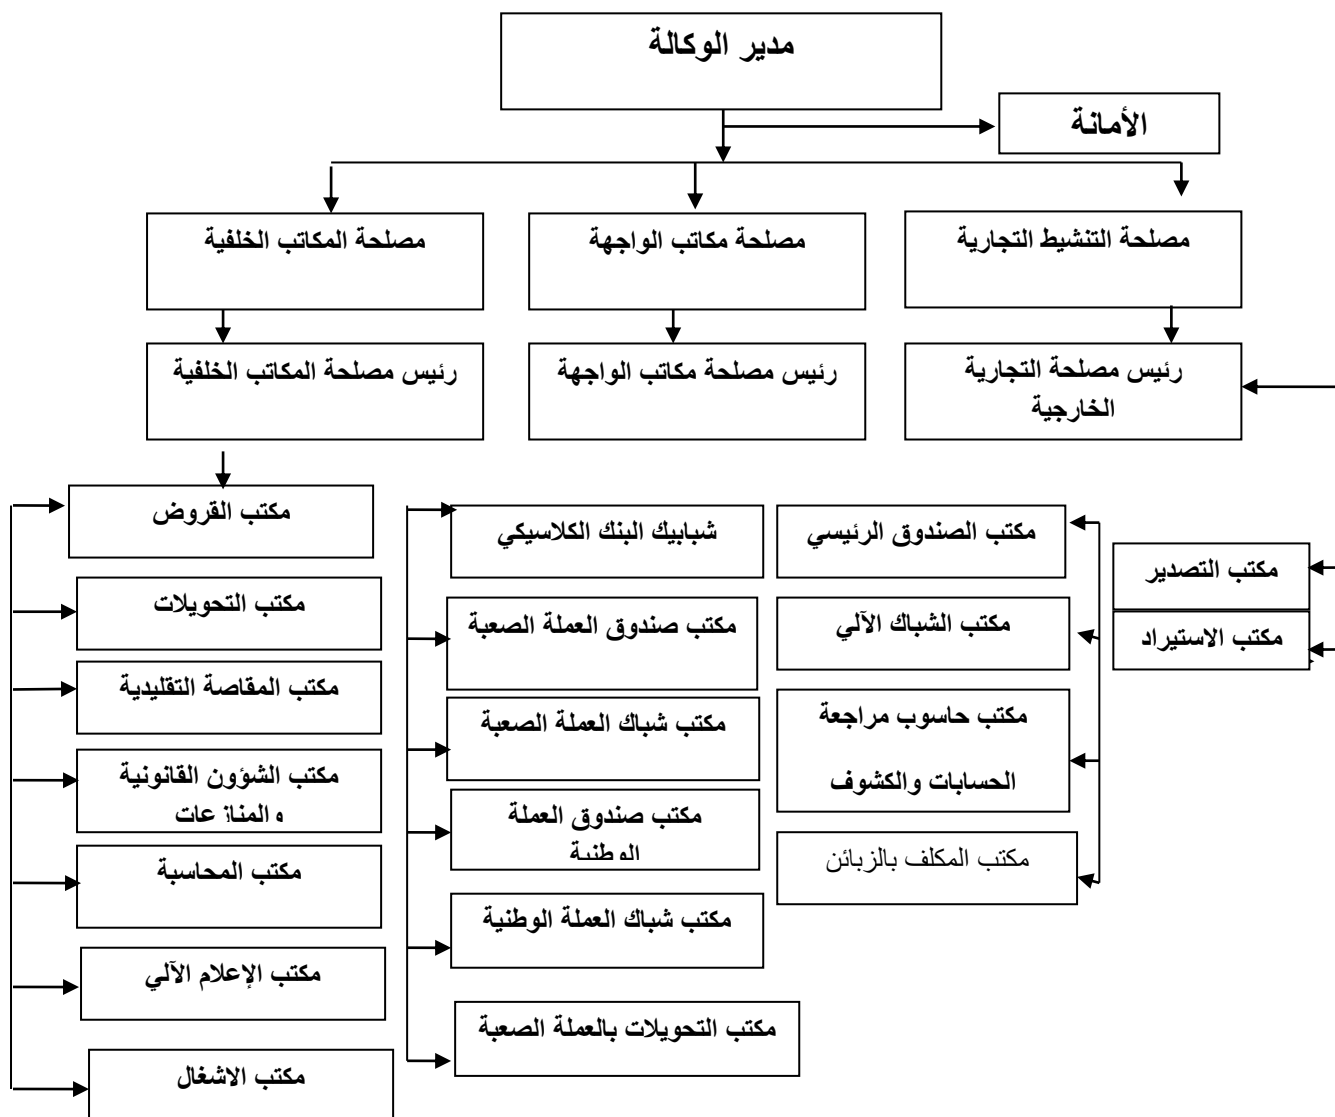 مدير الوكالة
الأمانة
مصلحة التنشيط التجارية
مصلحة مكاتب الواجهة
مصلحة المكاتب الخلفية
رئيس مصلحة التجارية
الخارجية
رئيس مصلحة مكاتب الواجهة
رئيس مصلحة المكاتب الخلفية
مكتب التصدير
مكتب الاستيراد
مكتب الصندوق الرئيسي
مكتب الشباك الآلي
مكتب حاسوب مراجعة
الحسابات والكشوف
مكتب المكلف بالزبائن
شبابيك البنك الكلاسيكي
مكتب صندوق العملة الصعبة
مكتب شباك العملة الصعبة
مكتب صندوق العملة
الوطنية
مكتب شباك العملة الوطنية
مكتب التحويلات بالعملة الصعبة
مكتب القروض
مكتب التحويلات
مكتب المقاصة التقليدية
مكتب الشؤون القانونية
والمنازعات
مكتب المحاسبة
مكتب الإعلام الآلي
مكتب الاشغال